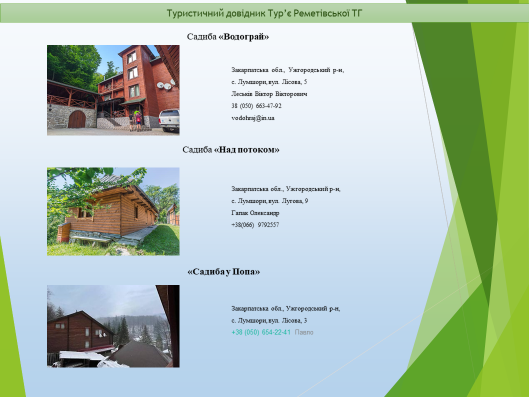 Туристичний довідник Тур’є Реметівської ТГ
Садиба «Водограй»
Закарпатська обл., Ужгородський р-н,
с. Лумшори, вул. Лісова, 5
Леськів Віктор Вікторович
38 (050) 663-47-92
vodohraj@in.ua
Садиба «Над потоком»
Закарпатська обл., Ужгородський р-н,
с. Лумшори, вул. Лугова, 9
Гапак Олександр
+38(066) 9792557
«Садиба у Попа»
Закарпатська обл., Ужгородський р-н,
с. Лумшори, вул. Лісова, 3
+38 (050) 654-22-41 Павло